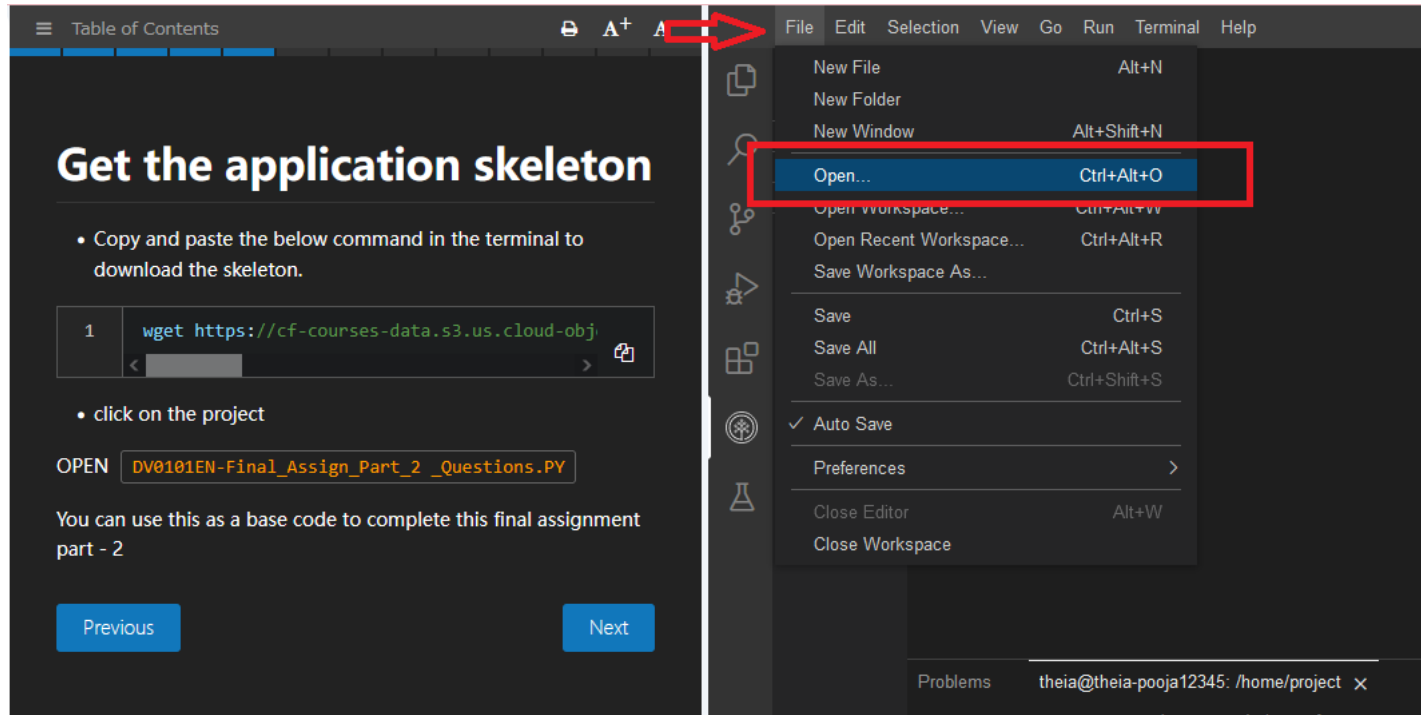 Table of Contents
A+
A
Get the application skeleton
• Copy and paste the below command in the terminal to
download the skeleton.
1 wget https://cf-courses-data.s3.us.cloud-obj
• click on the project
OPEN DV0101EN-Final_Assign_Part_2 _Questions.PY
You can use this as a base code to complete this final assignment
part - 2
Previous
Next
File Edit Selection View Go Run Terminal Help
New File Alt+N
New Folder
New Window Alt+Shift+N
Open... Ctrl+Alt+O
Open Workspace... Ctrl+Alt+W
Open Recent Workspace... Ctrl+Alt+R
Save Workspace As...
Save Ctrl+S
Save All Ctrl+Alt+S
Save As... Ctrl+Shift+S
Auto Save
Preferences
Close Editor Alt+W
Close Workspace
Problems theia@theia-pooja12345: /home/project